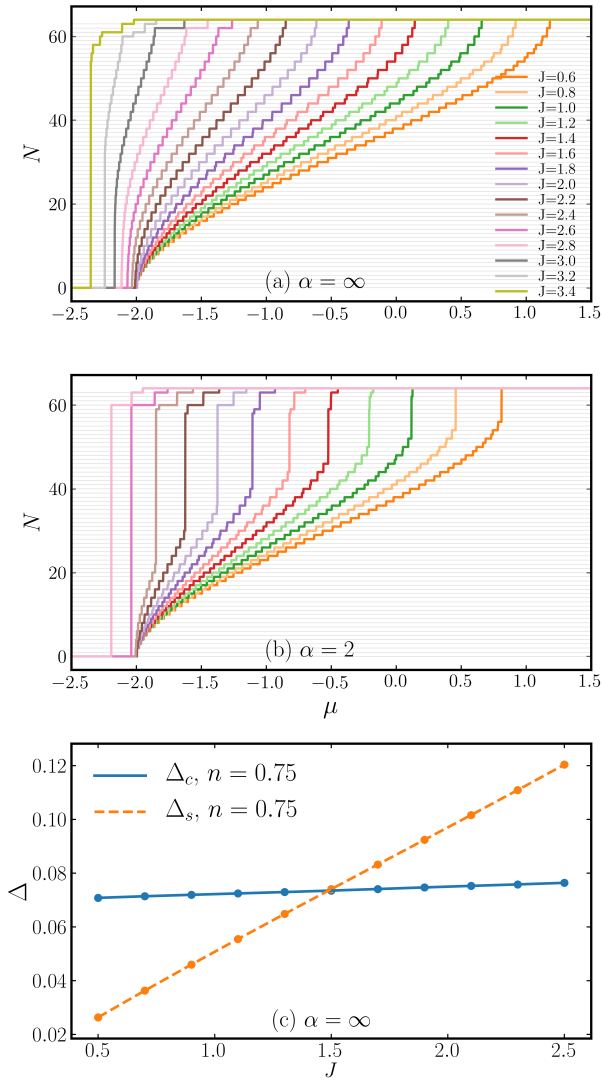 60
40
20
0
N
J=0.6
J=0.8
J=1.0
J=1.2
J=1.4
J=1.6
J=1.8
J=2.0
J=2.2
J=2.4
J=2.6
J=2.8
J=3.0
J=3.2
J=3.4
(a) α = ∞
−2.5 −2.0 −1.5 −1.0 −0.5 0.0 0.5 1.0 1.5
60
40
20
0
N
(b) α = 2
−2.5 −2.0 −1.5 −1.0 −0.5 0.0 0.5 1.0 1.5
μ
0.12
0.10
0.08
0.06
0.04
0.02
Δ
Δc, n = 0.75
Δs, n = 0.75
(c) α = ∞
0.5 1.0 1.5 2.0 2.5
J